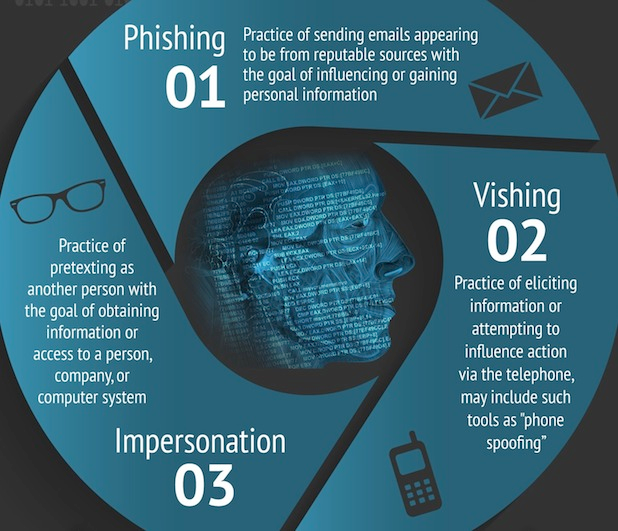 Phishing
01
Practice of sending emails appearing
to be from reputable sources with
the goal of influencing or gaining
personal information
Vishing
02
Practice of eliciting
information or
attempting to
influence action
via the telephone,
may include such
tools as "phone
spoofing”
Practice of
pretexting as
another person with
the goal of obtaining
information or
access to a person,
company, or
computer system
Impersonation
03